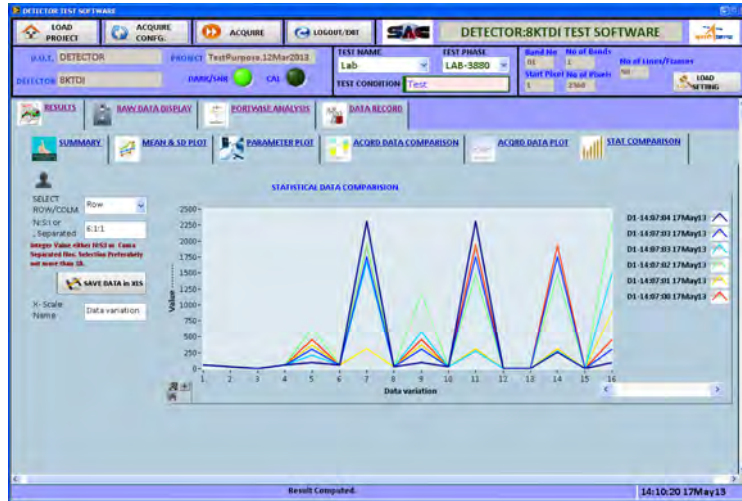 DETECTOR TEST SOFTWARE
LOAD PROJECT
ACQUIRE CONFG.
ACQUIRE
LOGOUT/EXIT
SAC
DETECTOR:8KTDI TEST SOFTWARE
D.O.T. DETECTOR
PROJECT TestPurpose.12Mar2013
DETECTOR 8KTDI
DARK/SNR
CAL
TEST NAME
Lab
TEST PHASE
LAB-3880
TEST CONDITION Test
Band No
01
No of Bands
1
Start Pixel
1
No of Pixels
No of Lines/Frames
LOAD SETTING
RESULTS
RAW DATA DISPLAY
PORTWISE ANALYSIS
DATA RECORD
SUMMARY
MEAN & SD PLOT
PARAMETER PLOT
ACQRD DATA COMPARISON
ACQRD DATA PLOT
STAT COMPARISON
SELECT ROW/COLM
Row
N:S:I or , Separated
6:1:1
Integer Value either N:S:I or Coma
Separated Nos. Selection Preferabely
not more than 10.
SAVE DATA in XLS
X- Scale Name
Data variation
STATISTICAL DATA COMPARISION
Value
2500-
2250-
2000-
1750-
1500-
1250-
1000-
750-
500-
250-
0-
1 2 3 4 5 6 7 8 9 10 11 12 13 14 15 16
Data variation
D1-14:07:04 17May13
D1-14:07:03 17May13
D1-14:07:03 17May13
D1-14:07:02 17May13
D1-14:07:01 17May13
D1-14:07:00 17May13
Result Computed.
14:10:20 17May13